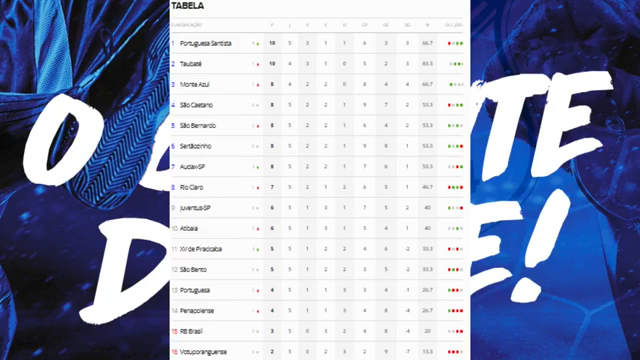 TABELA
CLASSIFICAÇÃO P J V E D GP GC SG %
1 Portuguesa Santista 10 5 3 1 1 6 3 3 66.7
2 Taubaté 10 4 3 1 0 5 2 3 83.3
3 Monte Azul 8 4 2 2 0 8 4 4 66.7
4 São Caetano 8 5 2 2 1 9 7 2 53.3
5 São Bernardo 8 5 2 2 1 6 4 2 53.3
6 Sertãozinho 8 5 2 2 1 9 8 1 53.3
7 Audax-SP 8 5 2 2 1 7 6 1 53.3
8 Rio Claro 7 5 2 1 2 6 5 1 46.7
9 Juventus-SP 6 5 1 3 1 7 5 2 40
10 Atibaia 6 5 1 3 1 5 4 1 40
11 XV de Piracicaba 5 5 1 2 2 4 6 -2 33.3
12 São Bento 5 5 1 2 2 3 5 -2 33.3
13 Portuguesa 4 5 1 1 3 3 4 -1 26.7
14 Penapolense 4 5 1 1 3 4 8 -4 26.7
15 RB Brasil 3 5 0 3 2 4 8 -4 20
16 Votuporanguense 2 5 0 2 3 2 9 -7 13.3
O
TE
D
E!